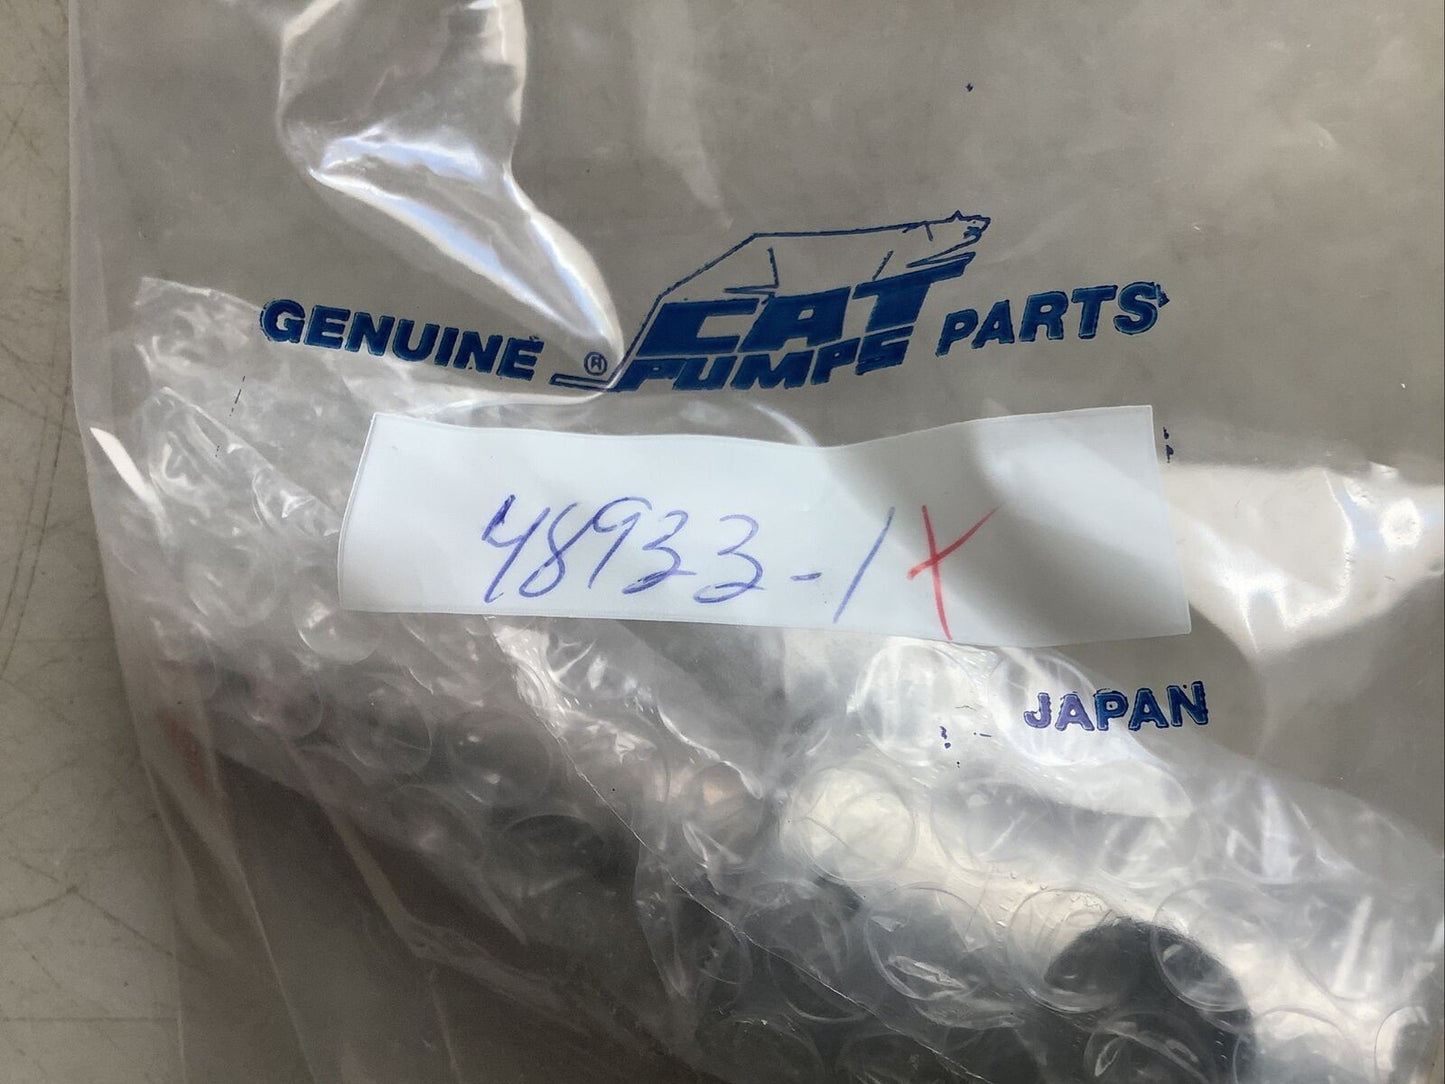 GENUINE ® CAT PUMPS PARTS
48933-1X
JAPAN